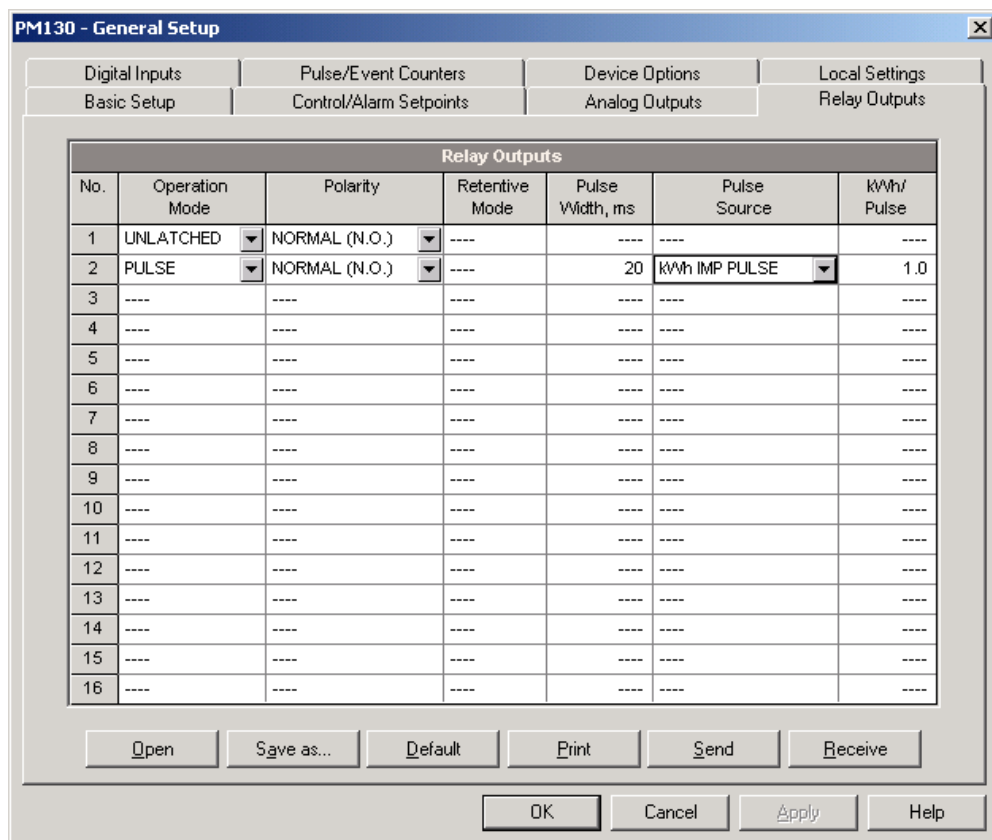 PM130 - General Setup
Digital Inputs Pulse/Event Counters Device Options Local Settings
Basic Setup Control/Alarm Setpoints Analog Outputs Relay Outputs
Relay Outputs
No. Operation Mode Polarity Retentive Mode Pulse Width, ms Pulse Source kWh/ Pulse
1 UNLATCHED NORMAL (N.O.) ---- ---- ---- ----
2 PULSE NORMAL (N.O.) ---- 20 kWh IMP PULSE 1.0
3 ---- ---- ---- ---- ---- ----
4 ---- ---- ---- ---- ---- ----
5 ---- ---- ---- ---- ---- ----
6 ---- ---- ---- ---- ---- ----
7 ---- ---- ---- ---- ---- ----
8 ---- ---- ---- ---- ---- ----
9 ---- ---- ---- ---- ---- ----
10 ---- ---- ---- ---- ---- ----
11 ---- ---- ---- ---- ---- ----
12 ---- ---- ---- ---- ---- ----
13 ---- ---- ---- ---- ---- ----
14 ---- ---- ---- ---- ---- ----
15 ---- ---- ---- ---- ---- ----
16 ---- ---- ---- ---- ---- ----
Open Save as... Default Print Send Receive
OK Cancel Apply Help